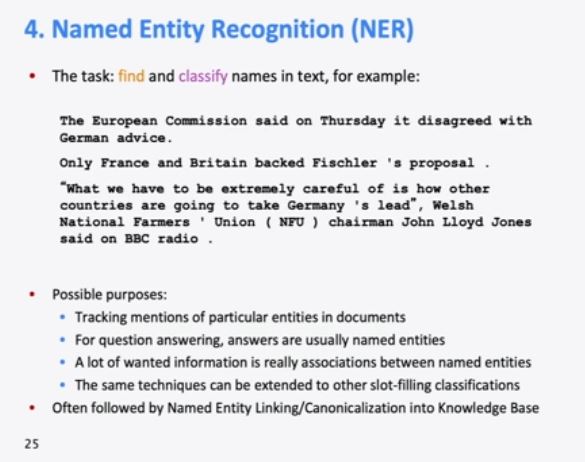 4. Named Entity Recognition (NER)
• The task: find and classify names in text, for example:
The European Commission said on Thursday it disagreed with
German advice.
Only France and Britain backed Fischler 's proposal .
“What we have to be extremely careful of is how other
countries are going to take Germany 's lead”, Welsh
National Farmers ' Union ( NFU ) chairman John Lloyd Jones
said on BBC radio .
• Possible purposes:
• Tracking mentions of particular entities in documents
• For question answering, answers are usually named entities
• A lot of wanted information is really associations between named entities
• The same techniques can be extended to other slot-filling classifications
• Often followed by Named Entity Linking/Canonicalization into Knowledge Base
25